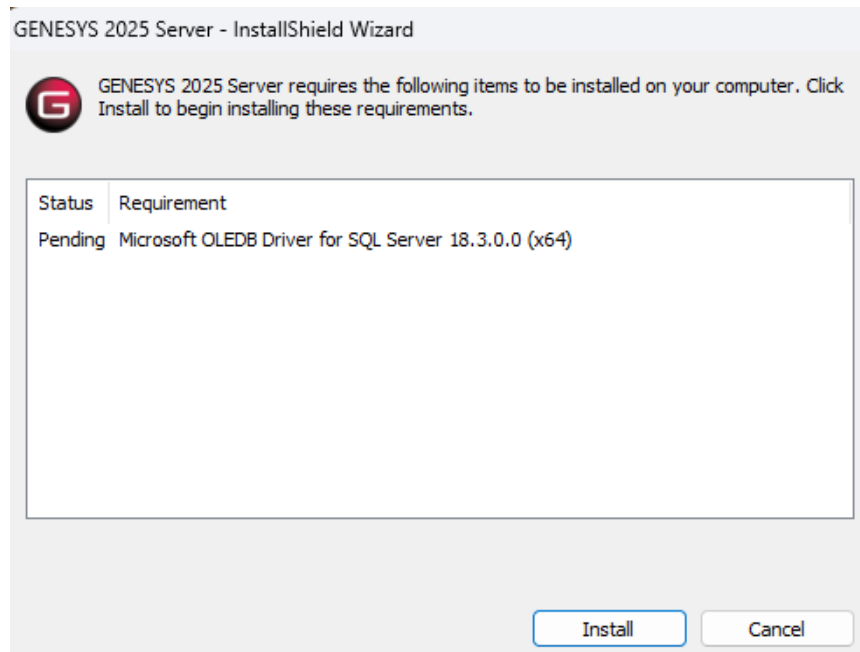 GENESYS 2025 Server - InstallShield Wizard
G
GENESYS 2025 Server requires the following items to be installed on your computer. Click
Install to begin installing these requirements.
Status Requirement
Pending Microsoft OLEDB Driver for SQL Server 18.3.0.0 (x64)
Install Cancel